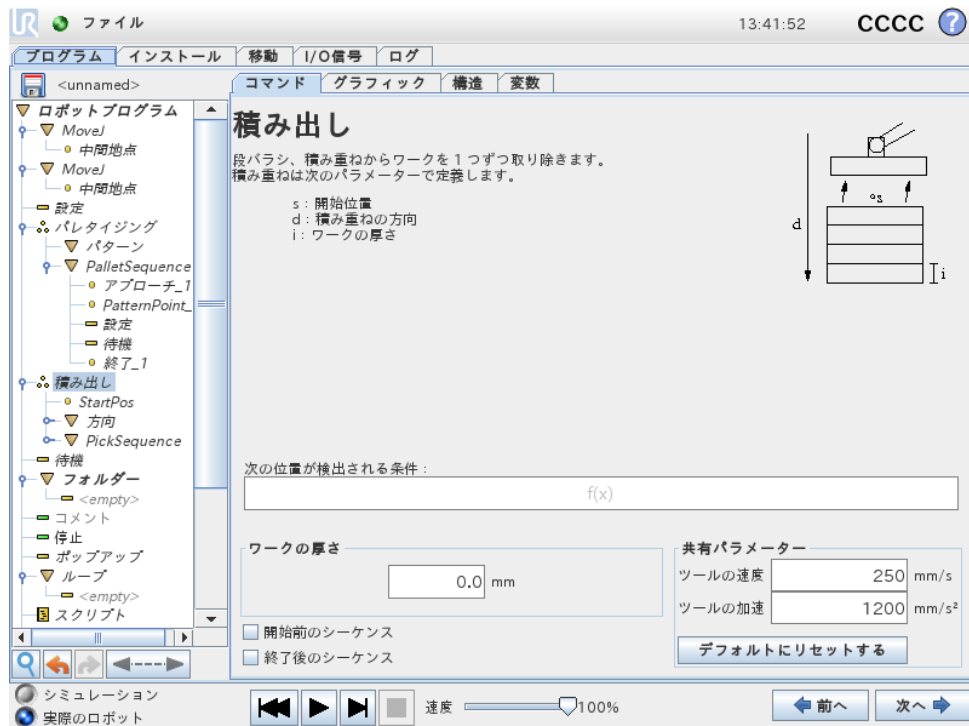 UR ファイル 13:41:52 CCCC ?
プログラム インストール 移動 I/O信号 ログ
<unnamed>
コマンド グラフィック 構造 変数
ロボットプログラム
MoveJ
中間地点
MoveJ
中間地点
設定
パレタイジング
パターン
PalletSequence
アプローチ_1
PatternPoint_
設定
待機
終了_1
積み出し
StartPos
方向
PickSequence
待機
フォルダー
<empty>
コメント
停止
ポップアップ
ループ
<empty>
スクリプト
積み出し
段バラシ、積み重ねからワークを１つずつ取り除きます。
積み重ねは次のパラメーターで定義します。
s：開始位置
d：積み重ねの方向
i：ワークの厚さ
s
d
i
次の位置が検出される条件：
f(x)
ワークの厚さ
0.0 mm
共有パラメーター
ツールの速度 250 mm/s
ツールの加速 1200 mm/s²
開始前のシーケンス
終了後のシーケンス
デフォルトにリセットする
シミュレーション
実際のロボット
速度 100%
前へ 次へ